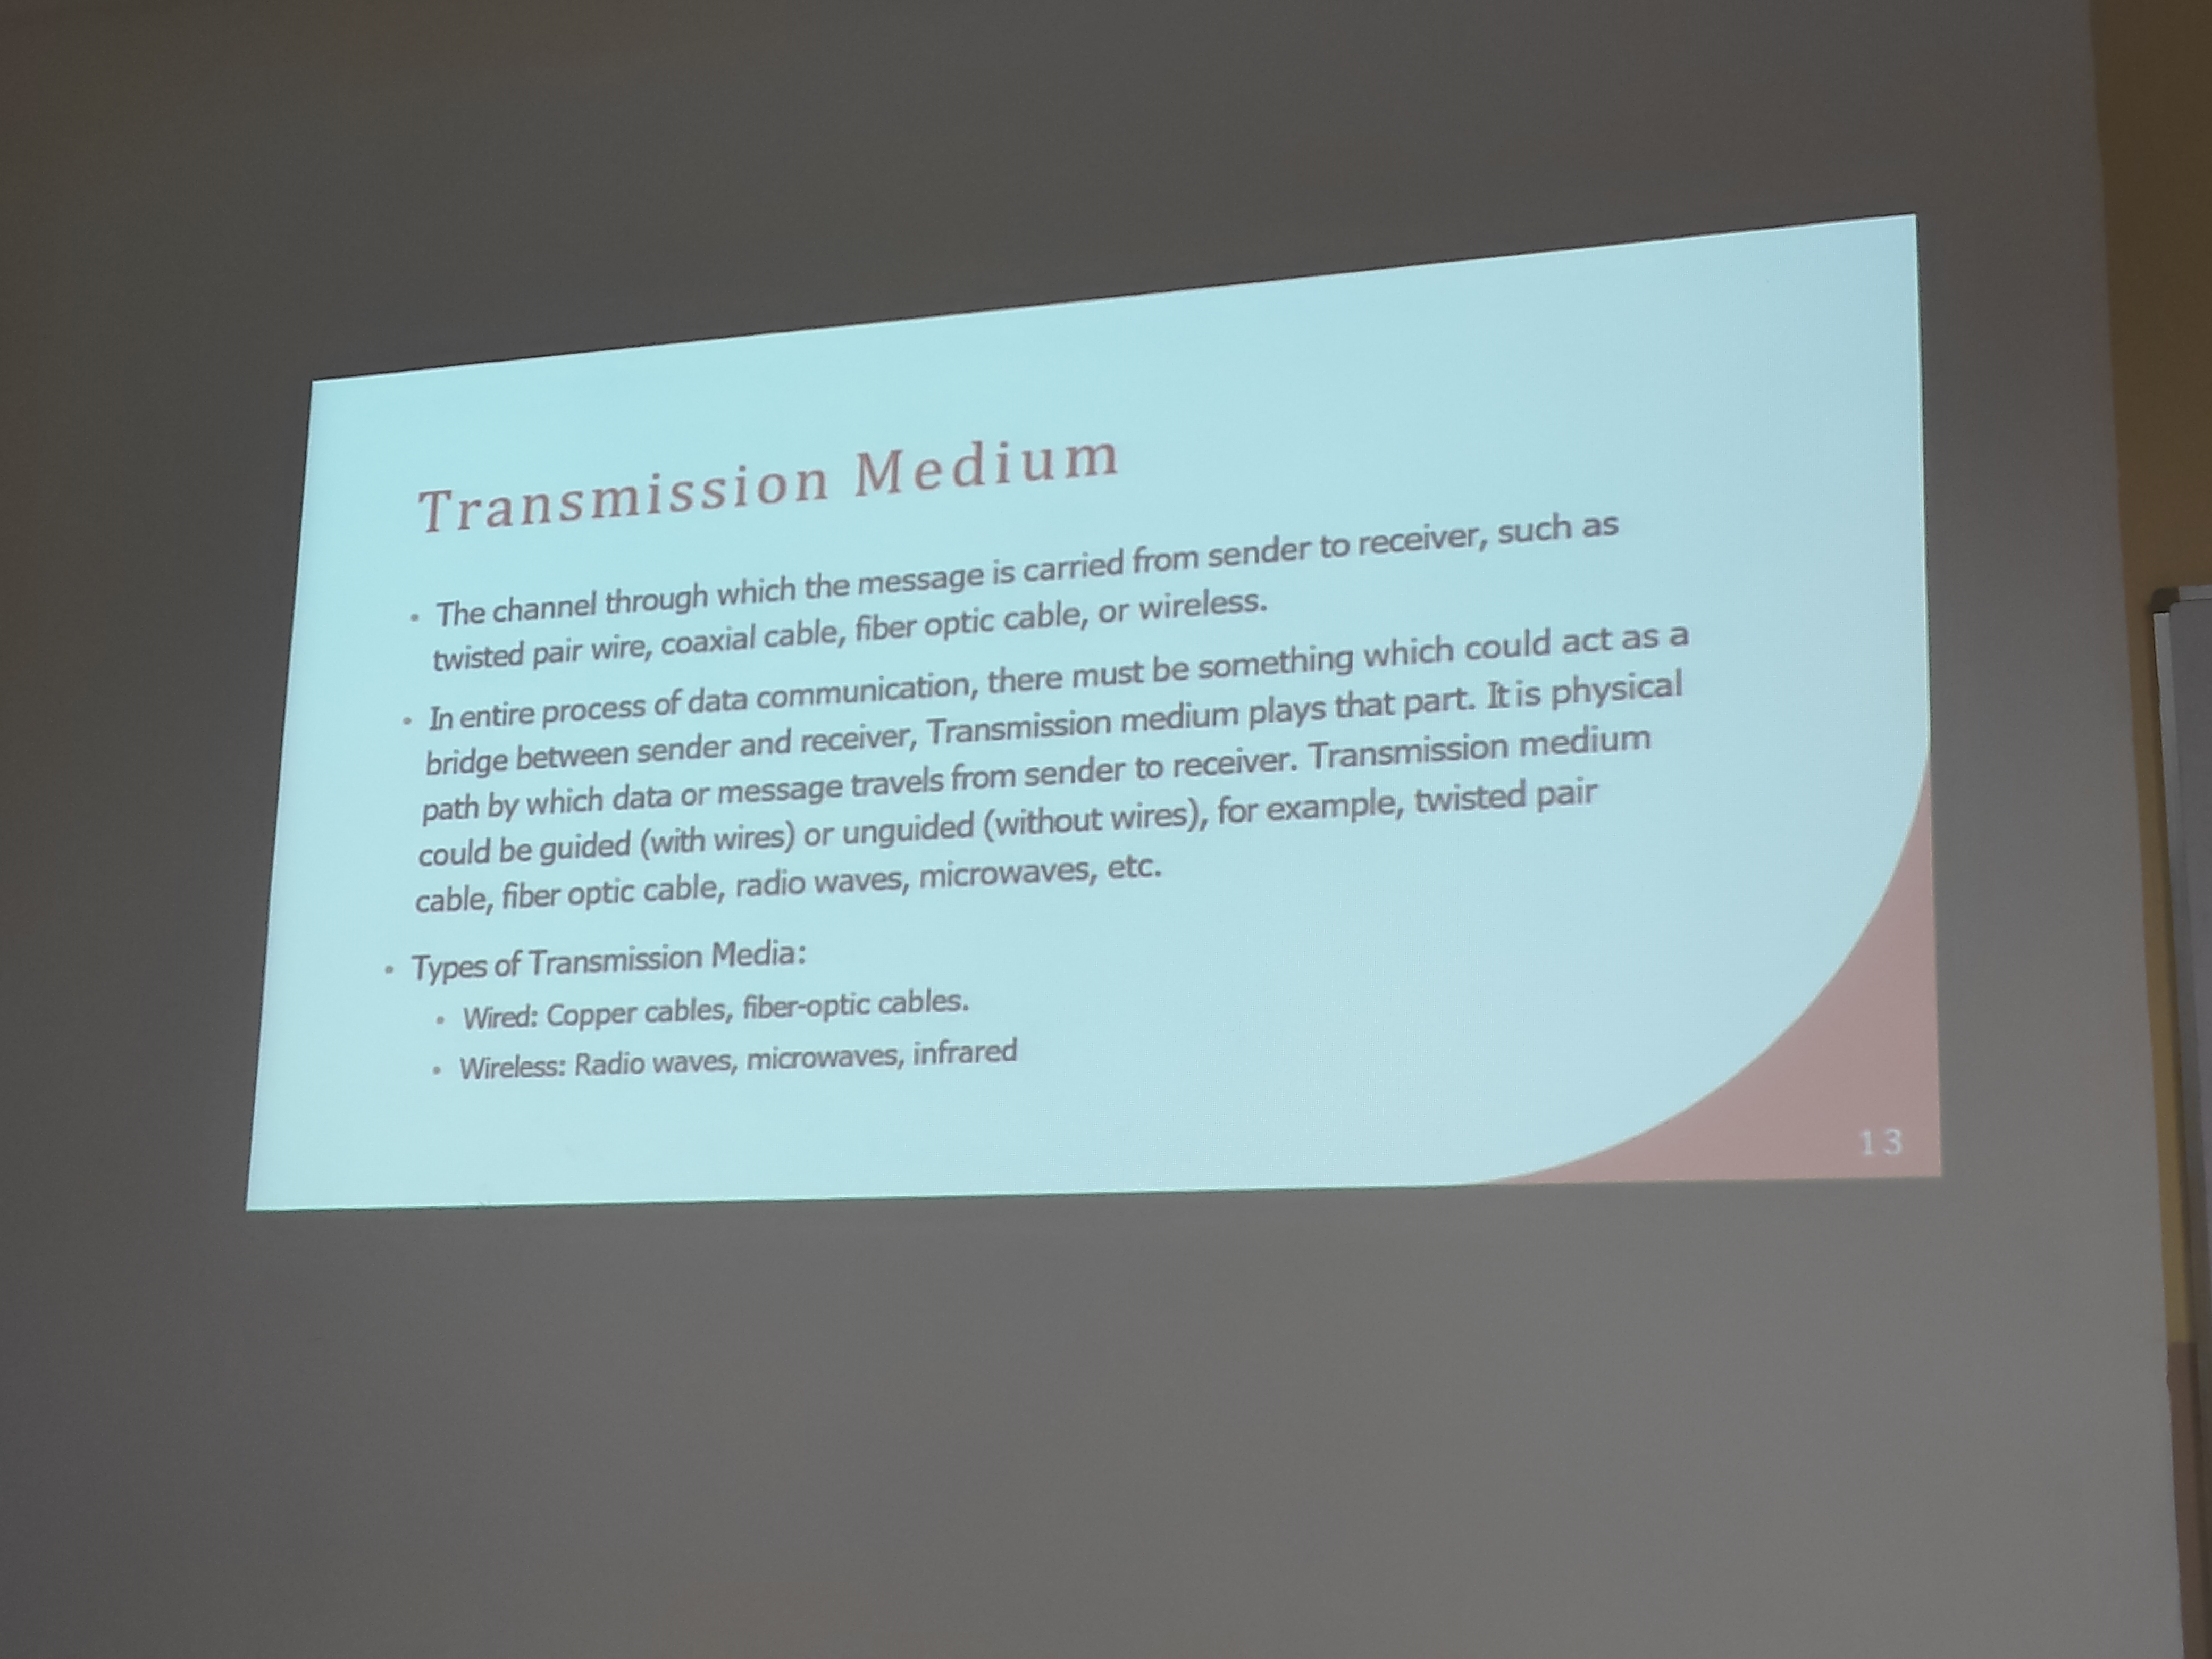 Transmission Medium
• The channel through which the message is carried from sender to receiver, such as
twisted pair wire, coaxial cable, fiber optic cable, or wireless.
• In entire process of data communication, there must be something which could act as a
bridge between sender and receiver, Transmission medium plays that part. It is physical
path by which data or message travels from sender to receiver. Transmission medium
could be guided (with wires) or unguided (without wires), for example, twisted pair
cable, fiber optic cable, radio waves, microwaves, etc.
• Types of Transmission Media:
• Wired: Copper cables, fiber-optic cables.
• Wireless: Radio waves, microwaves, infrared
13